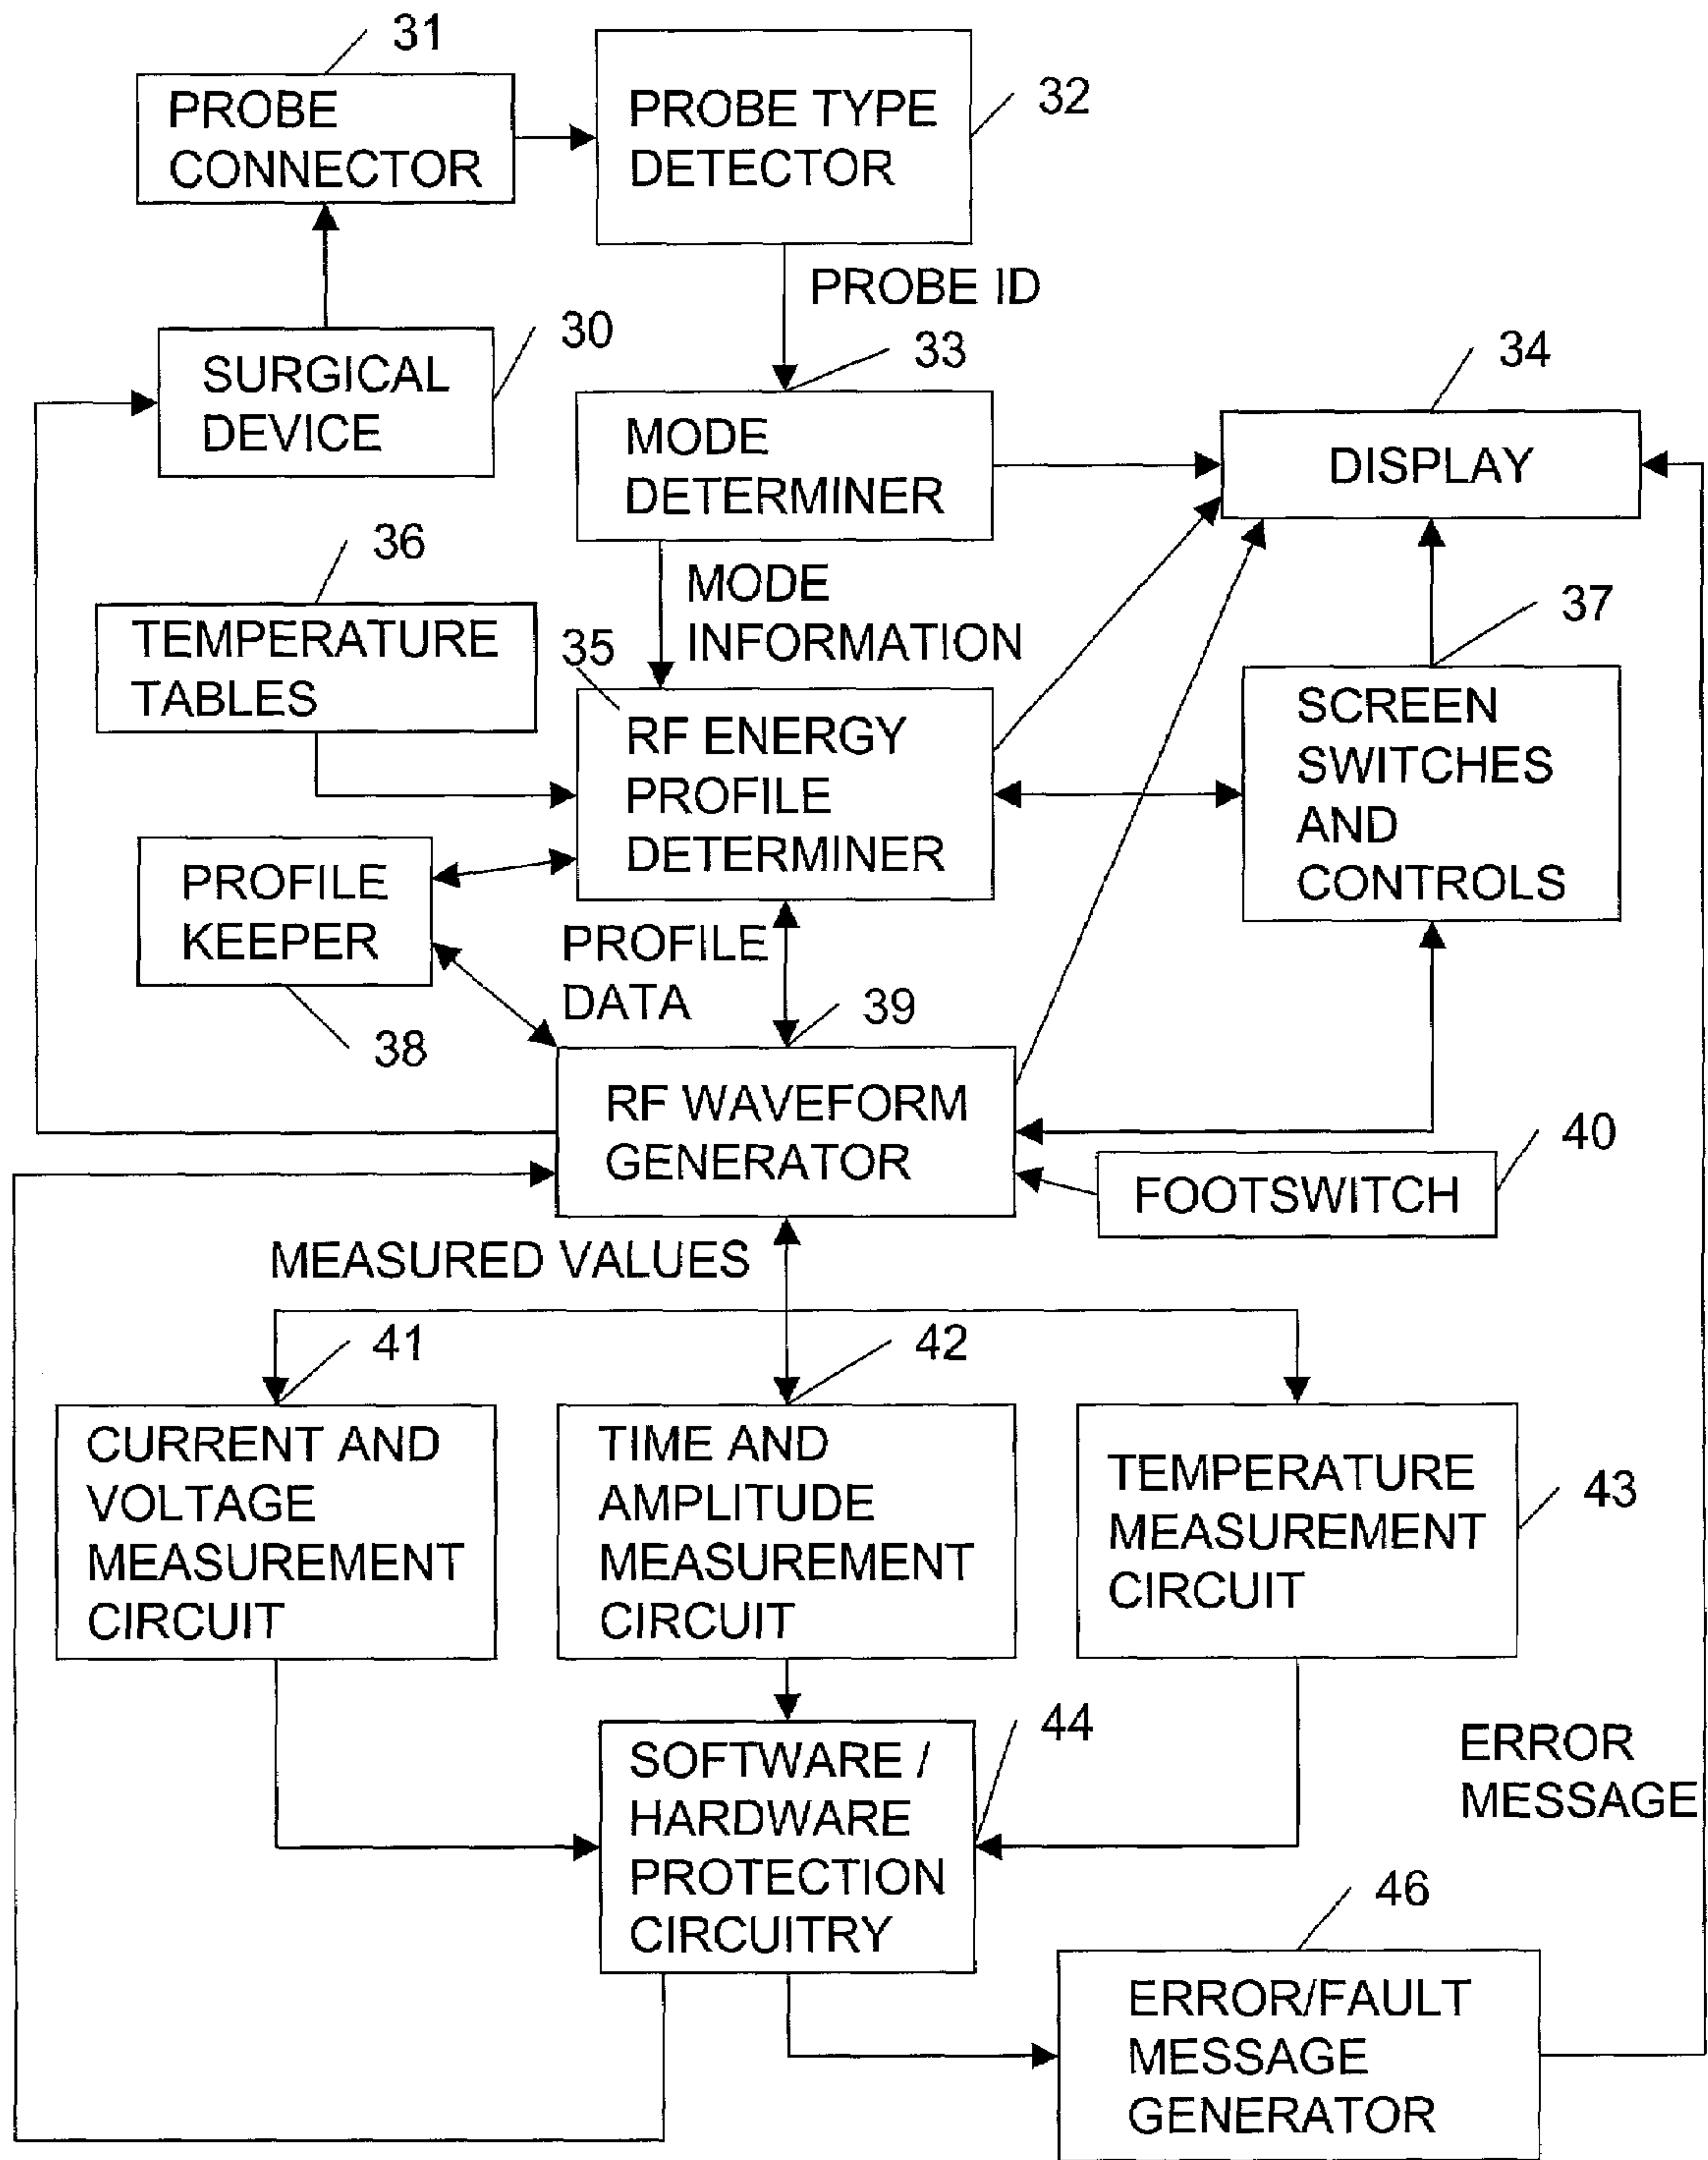 31
PROBE
CONNECTOR
PROBE TYPE
DETECTOR
32
PROBE ID
30
SURGICAL
DEVICE
33
MODE
DETERMINER
34
DISPLAY
36
TEMPERATURE
TABLES
MODE
INFORMATION
35
RF ENERGY
PROFILE
DETERMINER
37
SCREEN
SWITCHES
AND
CONTROLS
PROFILE
KEEPER
38
PROFILE
DATA
39
RF WAVEFORM
GENERATOR
40
FOOTSWITCH
MEASURED VALUES
41
CURRENT AND
VOLTAGE
MEASUREMENT
CIRCUIT
42
TIME AND
AMPLITUDE
MEASUREMENT
CIRCUIT
TEMPERATURE
MEASUREMENT
CIRCUIT
43
44
SOFTWARE /
HARDWARE
PROTECTION
CIRCUITRY
ERROR
MESSAGE
46
ERROR/FAULT
MESSAGE
GENERATOR